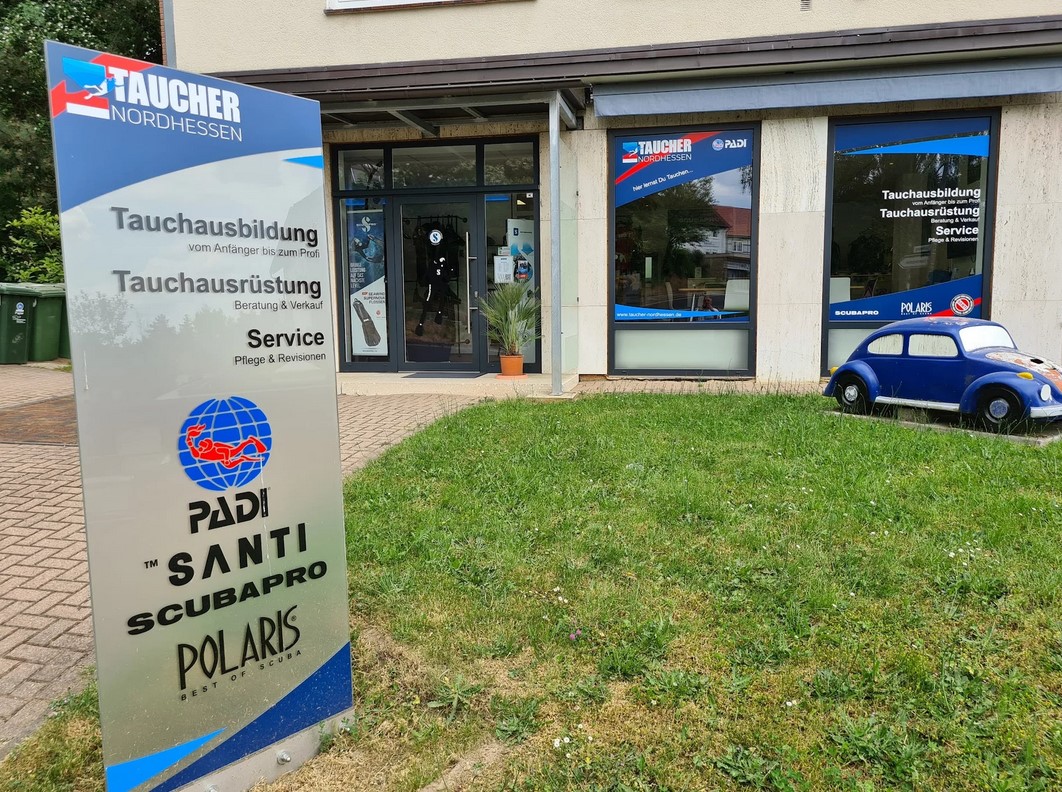 TAUCHER
NORDHESSEN
Tauchausbildung
vom Anfänger bis zum Profi
Tauchausrüstung
Beratung & Verkauf
Service
Pflege & Revisionen
PADI
™ SANTI
SCUBAPRO
POLARIS
BEST OF SCUBA
TAUCHER
NORDHESSEN
PADI
hier lernst Du Tauchen...
www.taucher-nordhessen.de
Tauchausbildung
vom Anfänger bis zum Profi
Tauchausrüstung
Beratung & Verkauf
Service
Pflege & Revisionen
SCUBAPRO
POLARIS